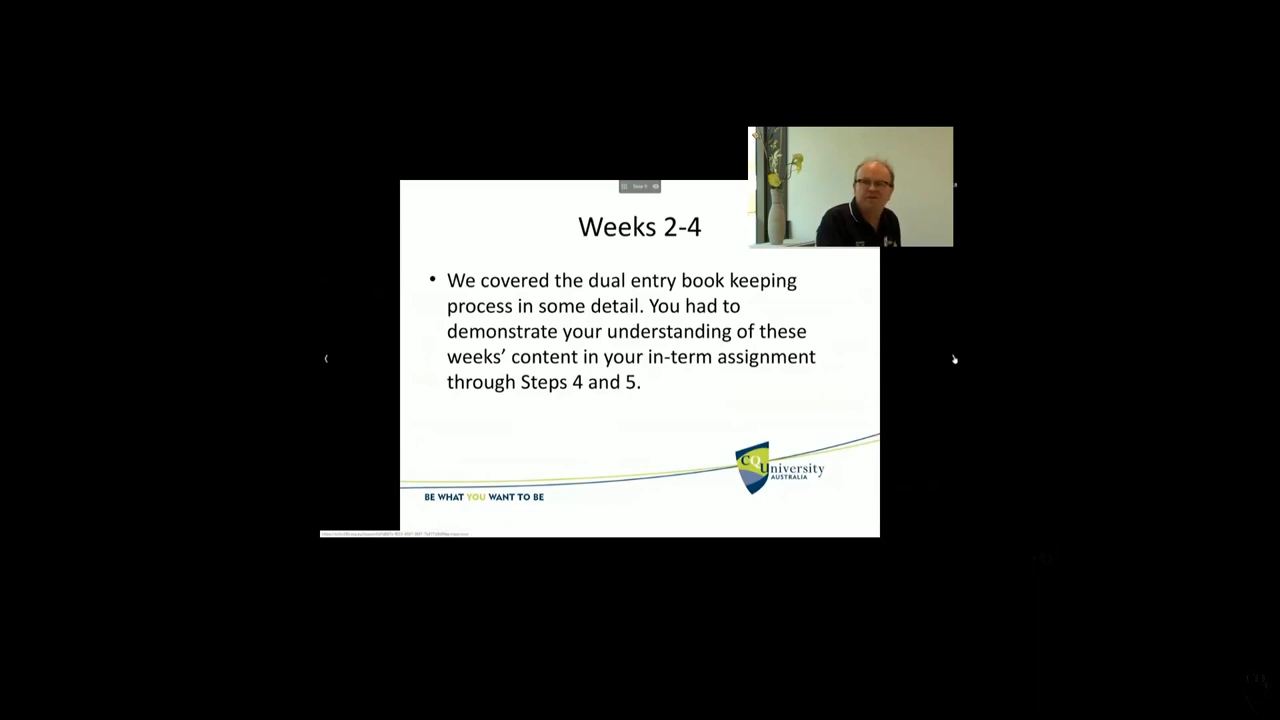 Weeks 2-4
• We covered the dual entry book keeping
process in some detail. You had to
demonstrate your understanding of these
weeks’ content in your in-term assignment
through Steps 4 and 5.
CQUniversity
AUSTRALIA
BE WHAT YOU WANT TO BE